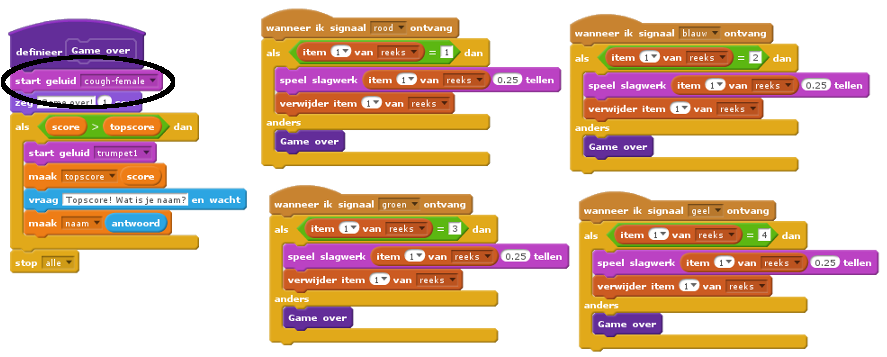 definieer Game over
start geluid cough-female
zeg Game over! 1
als score > topscore dan
start geluid trumpet1
maak topscore score
vraag Topscore! Wat is je naam? en wacht
maak naam antwoord
stop alle
wanneer ik signaal rood ontvang
als item 1 van reeks = 1 dan
speel slagwerk item 1 van reeks 0.25 tellen
verwijder item 1 van reeks
anders
Game over
wanneer ik signaal blauw ontvang
als item 1 van reeks = 2 dan
speel slagwerk item 1 van reeks 0.25 tellen
verwijder item 1 van reeks
anders
Game over
wanneer ik signaal groen ontvang
als item 1 van reeks = 3 dan
speel slagwerk item 1 van reeks 0.25 tellen
verwijder item 1 van reeks
anders
Game over
wanneer ik signaal geel ontvang
als item 1 van reeks = 4 dan
speel slagwerk item 1 van reeks 0.25 tellen
verwijder item 1 van reeks
anders
Game over